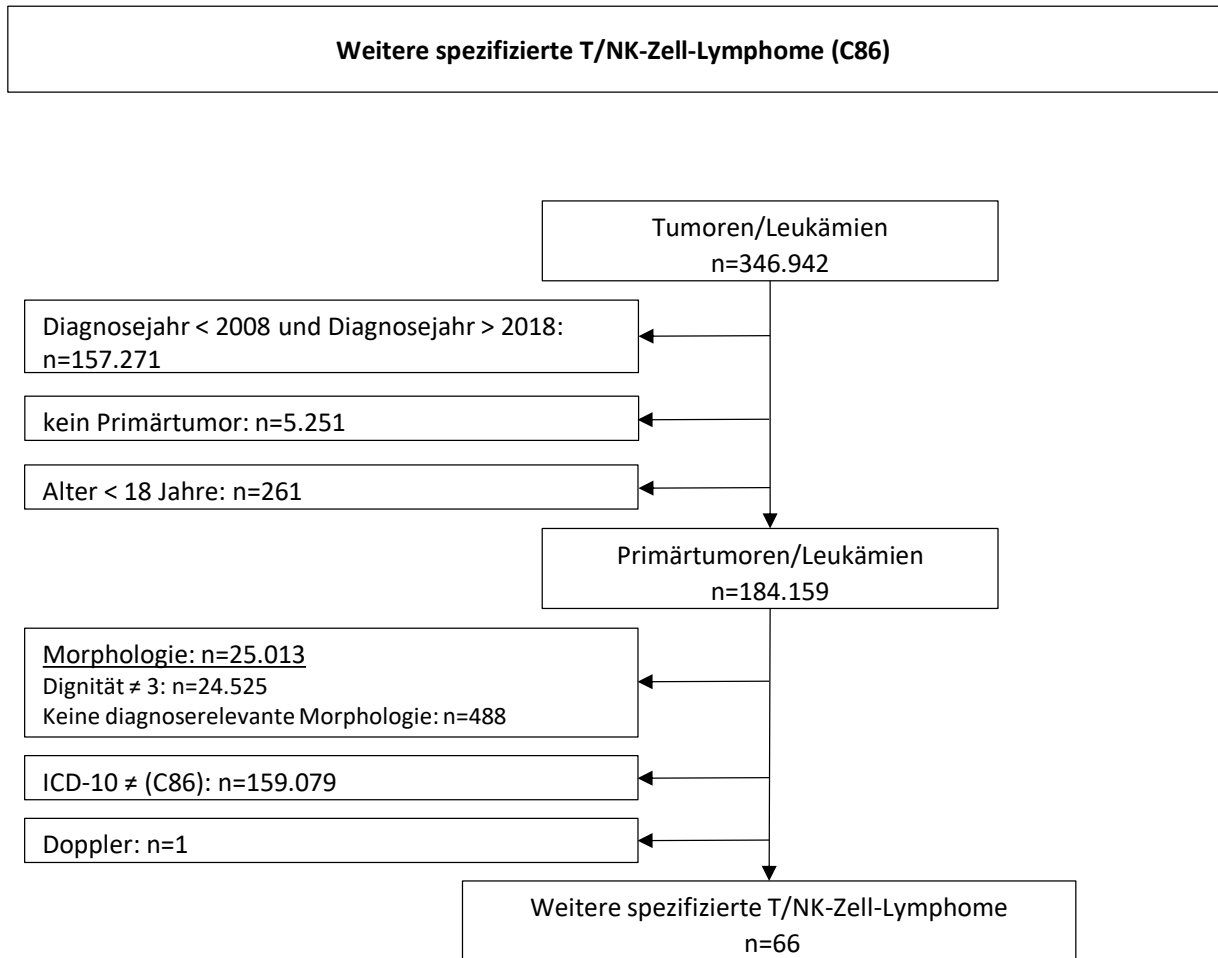 Weitere spezifizierte T/NK-Zell-Lymphome (C86)
Tumoren/Leukämien
n=346.942
Diagnosejahr < 2008 und Diagnosejahr > 2018:
n=157.271
kein Primärtumor: n=5.251
Alter < 18 Jahre: n=261
Primärtumoren/Leukämien
n=184.159
Morphologie: n=25.013
Dignität ≠ 3: n=24.525
Keine diagnoserelevante Morphologie: n=488
ICD-10 ≠ (C86): n=159.079
Doppler: n=1
Weitere spezifizierte T/NK-Zell-Lymphome
n=66